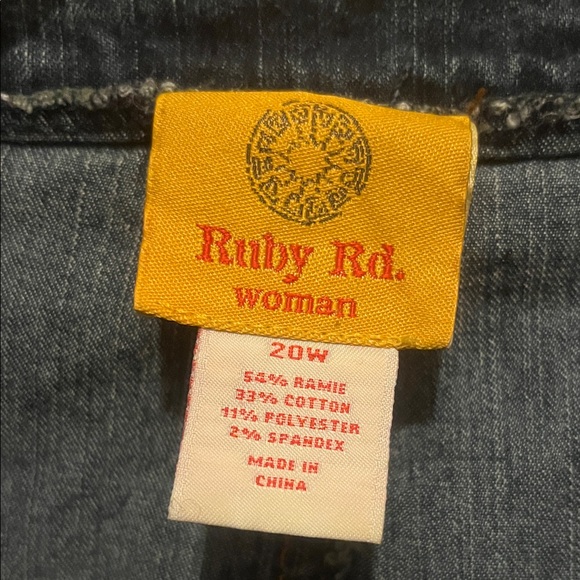 Ruby Rd.
woman
20W
54% RAMIE
33% COTTON
11% POLYESTER
2% SPANDEX
MADE IN
CHINA